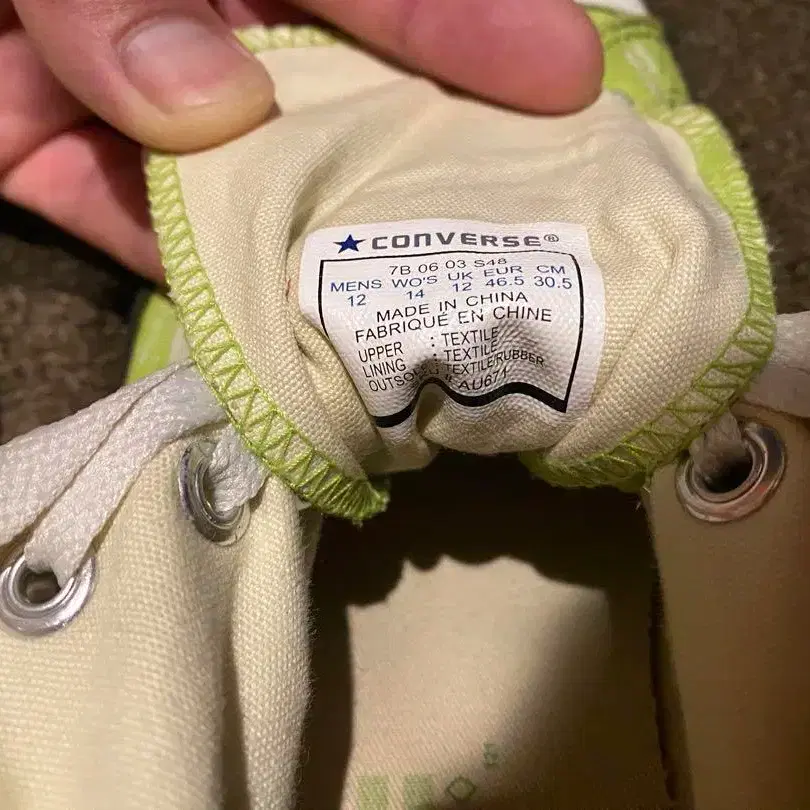 ★CONVERSE®
7B 06 03 S48
MENS WO'S UK EUR CM
12 14 12 46.5 30.5
MADE IN CHINA
FABRIQUÉ EN CHINE
UPPER : TEXTILE
LINING : TEXTILE
: TEXTILE/RUBBER
# AU671